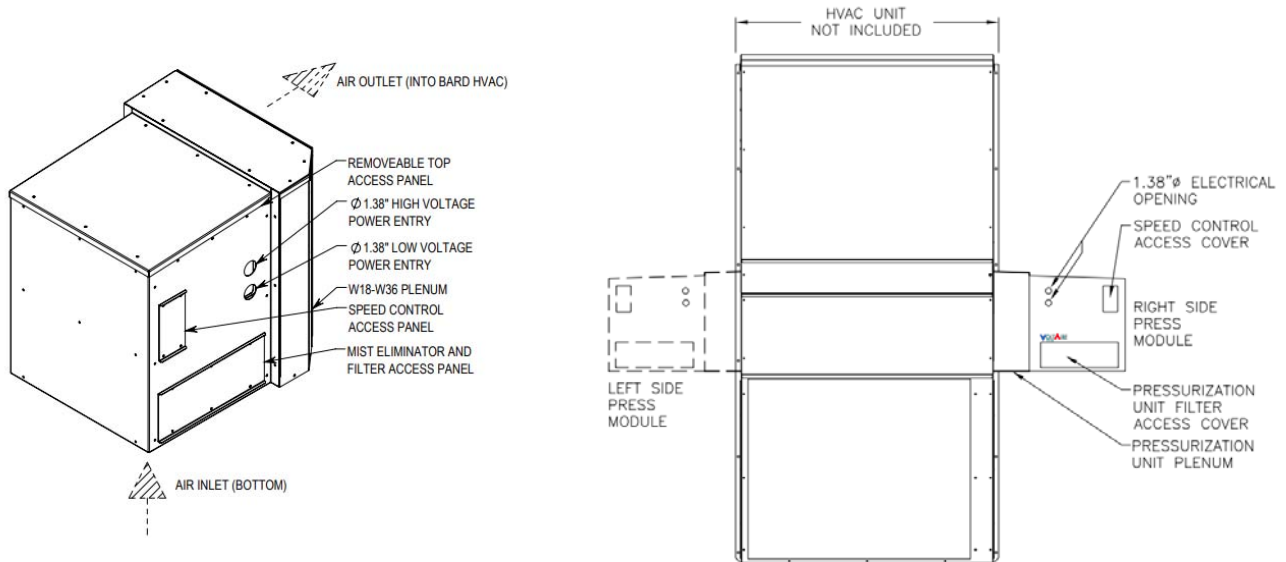 AIR OUTLET (INTO BARD HVAC)
REMOVEABLE TOP
ACCESS PANEL
Ø 1.38" HIGH VOLTAGE
POWER ENTRY
Ø 1.38" LOW VOLTAGE
POWER ENTRY
W18-W36 PLENUM
SPEED CONTROL
ACCESS PANEL
MIST ELIMINATOR AND
FILTER ACCESS PANEL
AIR INLET (BOTTOM)
HVAC UNIT
NOT INCLUDED
1.38"ø ELECTRICAL
OPENING
SPEED CONTROL
ACCESS COVER
RIGHT SIDE
PRESS
MODULE
LEFT SIDE
PRESS
MODULE
PRESSURIZATION
UNIT FILTER
ACCESS COVER
PRESSURIZATION
UNIT PLENUM